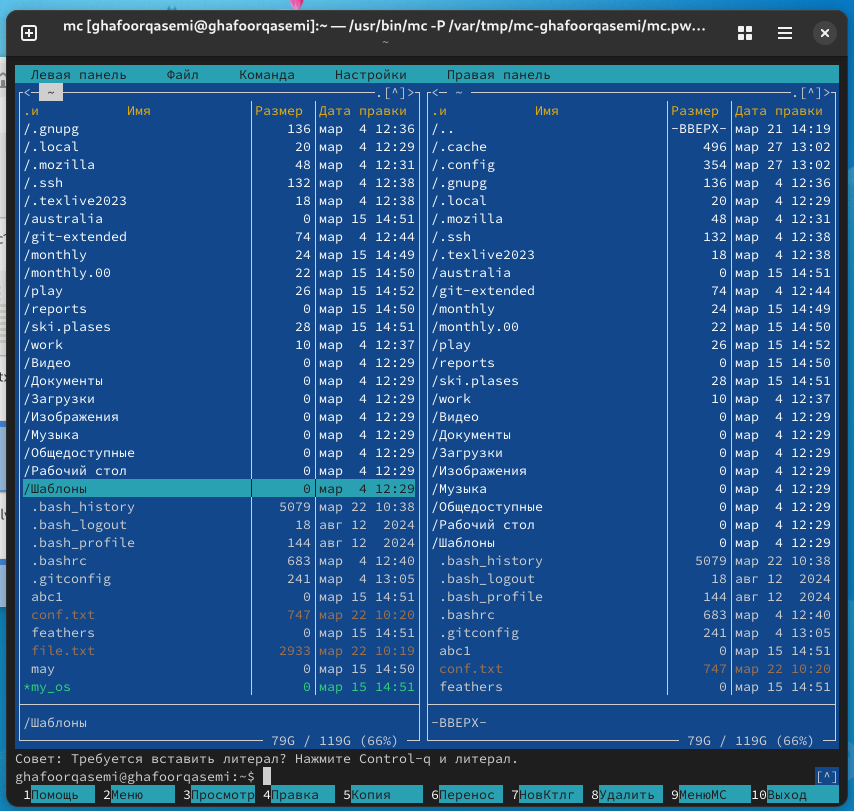 mc [ghafoorqasemi@ghafoorqasemi]:~ — /usr/bin/mc -P /var/tmp/mc-ghafoorqasemi/mc.pw…
~
Левая панель Файл Команда Настройки Правая панель
<— ~ .[^]>
.и Имя Размер Дата правки
/.gnupg 136 мар 4 12:36
/.local 20 мар 4 12:29
/.mozilla 48 мар 4 12:31
/.ssh 132 мар 4 12:38
/.texlive2023 18 мар 4 12:38
/australia 0 мар 15 14:51
/git-extended 74 мар 4 12:44
/monthly 24 мар 15 14:49
/monthly.00 22 мар 15 14:50
/play 26 мар 15 14:52
/reports 0 мар 15 14:50
/ski.plases 28 мар 15 14:51
/work 10 мар 4 12:37
/Видео 0 мар 4 12:29
/Документы 0 мар 4 12:29
/Загрузки 0 мар 4 12:29
/Изображения 0 мар 4 12:29
/Музыка 0 мар 4 12:29
/Общедоступные 0 мар 4 12:29
/Рабочий стол 0 мар 4 12:29
/Шаблоны 0 мар 4 12:29
.bash_history 5079 мар 22 10:38
.bash_logout 18 авг 12 2024
.bash_profile 144 авг 12 2024
.bashrc 683 мар 4 12:40
.gitconfig 241 мар 4 13:05
abc1 0 мар 15 14:51
conf.txt 747 мар 22 10:20
feathers 0 мар 15 14:51
file.txt 2933 мар 22 10:19
may 0 мар 15 14:50
*my_os 0 мар 15 14:51
/Шаблоны
79G / 119G (66%)
<— ~ .[^]>
.и Имя Размер Дата правки
/.. -ВВЕРХ- мар 21 14:19
/.cache 496 мар 27 13:02
/.config 354 мар 27 13:02
/.gnupg 136 мар 4 12:36
/.local 20 мар 4 12:29
/.mozilla 48 мар 4 12:31
/.ssh 132 мар 4 12:38
/.texlive2023 18 мар 4 12:38
/australia 0 мар 15 14:51
/git-extended 74 мар 4 12:44
/monthly 24 мар 15 14:49
/monthly.00 22 мар 15 14:50
/play 26 мар 15 14:52
/reports 0 мар 15 14:50
/ski.plases 28 мар 15 14:51
/work 10 мар 4 12:37
/Видео 0 мар 4 12:29
/Документы 0 мар 4 12:29
/Загрузки 0 мар 4 12:29
/Изображения 0 мар 4 12:29
/Музыка 0 мар 4 12:29
/Общедоступные 0 мар 4 12:29
/Рабочий стол 0 мар 4 12:29
/Шаблоны 0 мар 4 12:29
.bash_history 5079 мар 22 10:38
.bash_logout 18 авг 12 2024
.bash_profile 144 авг 12 2024
.bashrc 683 мар 4 12:40
.gitconfig 241 мар 4 13:05
abc1 0 мар 15 14:51
conf.txt 747 мар 22 10:20
feathers 0 мар 15 14:51
-ВВЕРХ-
79G / 119G (66%)
Совет: Требуется вставить литерал? Нажмите Control-q и литерал.
ghafoorqasemi@ghafoorqasemi:~$ [^]
1Помощь 2Меню 3Просмотр 4Правка 5Копия 6Перенос 7НовКтлг 8Удалить 9МенюMC 10Выход